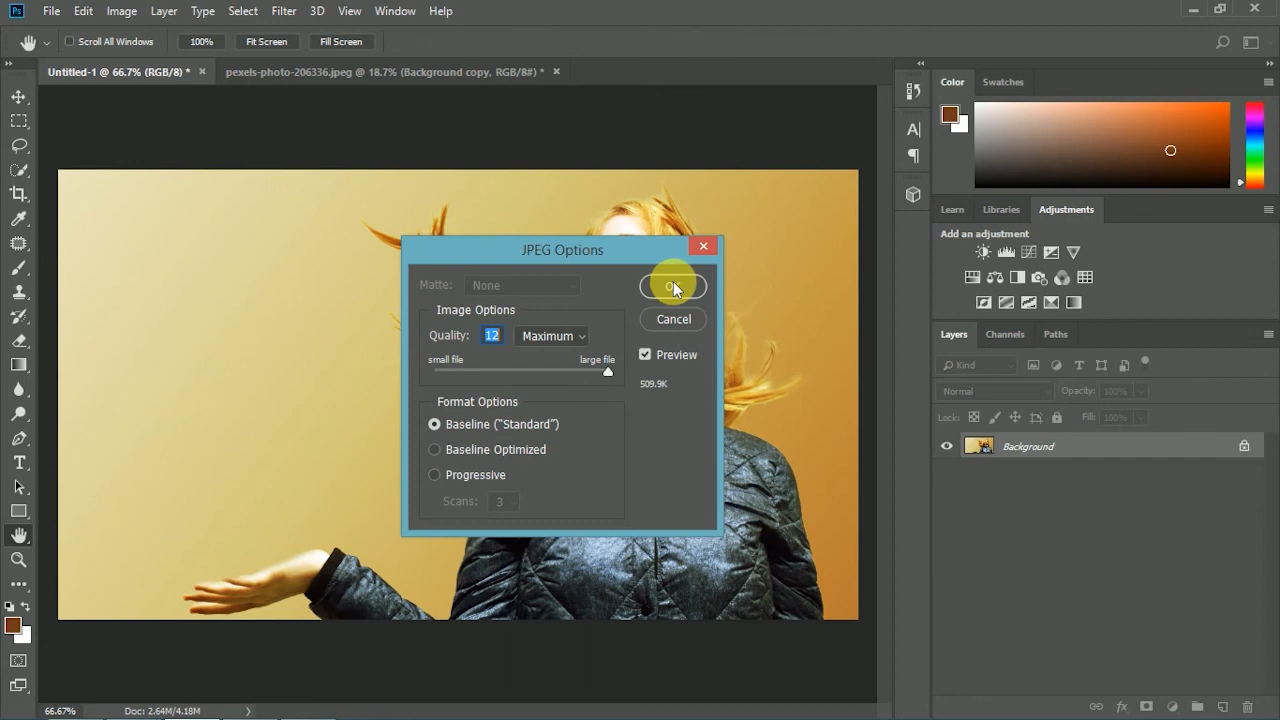 Ps File Edit Image Layer Type Select Filter 3D View Window Help
Scroll All Windows 100% Fit Screen Fill Screen
Untitled-1 @ 66.7% (RGB/8) * pexels-photo-206336.jpeg @ 18.7% (Background copy, RGB/8#) *
Color Swatches
Learn Libraries Adjustments
Add an adjustment
JPEG Options
Matte: None
OK
Image Options
Cancel
Quality: 12 Maximum
Preview
small file large file
509.9K
Format Options
Baseline (“Standard”)
Baseline Optimized
Progressive
Scans: 3
Layers Channels Paths
Kind
Normal Opacity: 100%
Lock: Fill: 100%
Background
66.67% Doc: 2.64M/4.18M